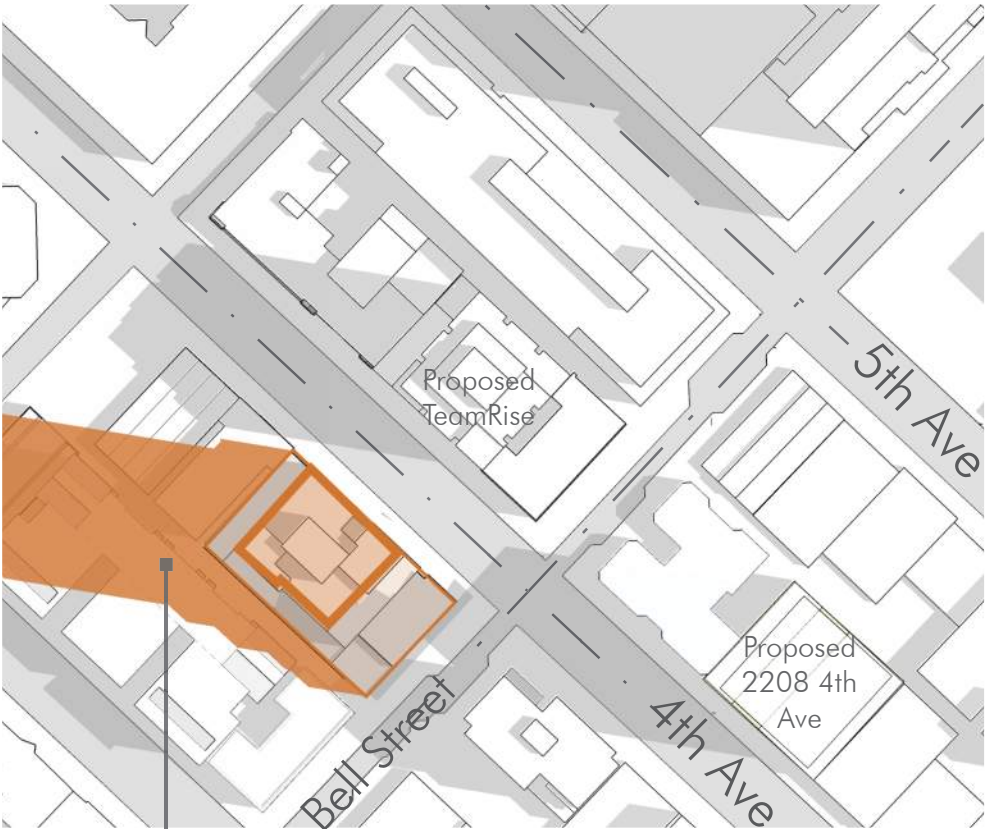 5th Ave
Proposed
TeamRise
Proposed
2208 4th
Ave
4th Ave
Bell Street